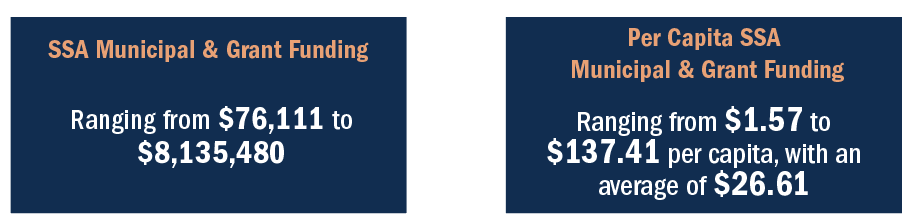 SSA Municipal & Grant Funding
Ranging from $76,111 to
$8,135,480
Per Capita SSA
Municipal & Grant Funding
Ranging from $1.57 to
$137.41 per capita, with an
average of $26.61